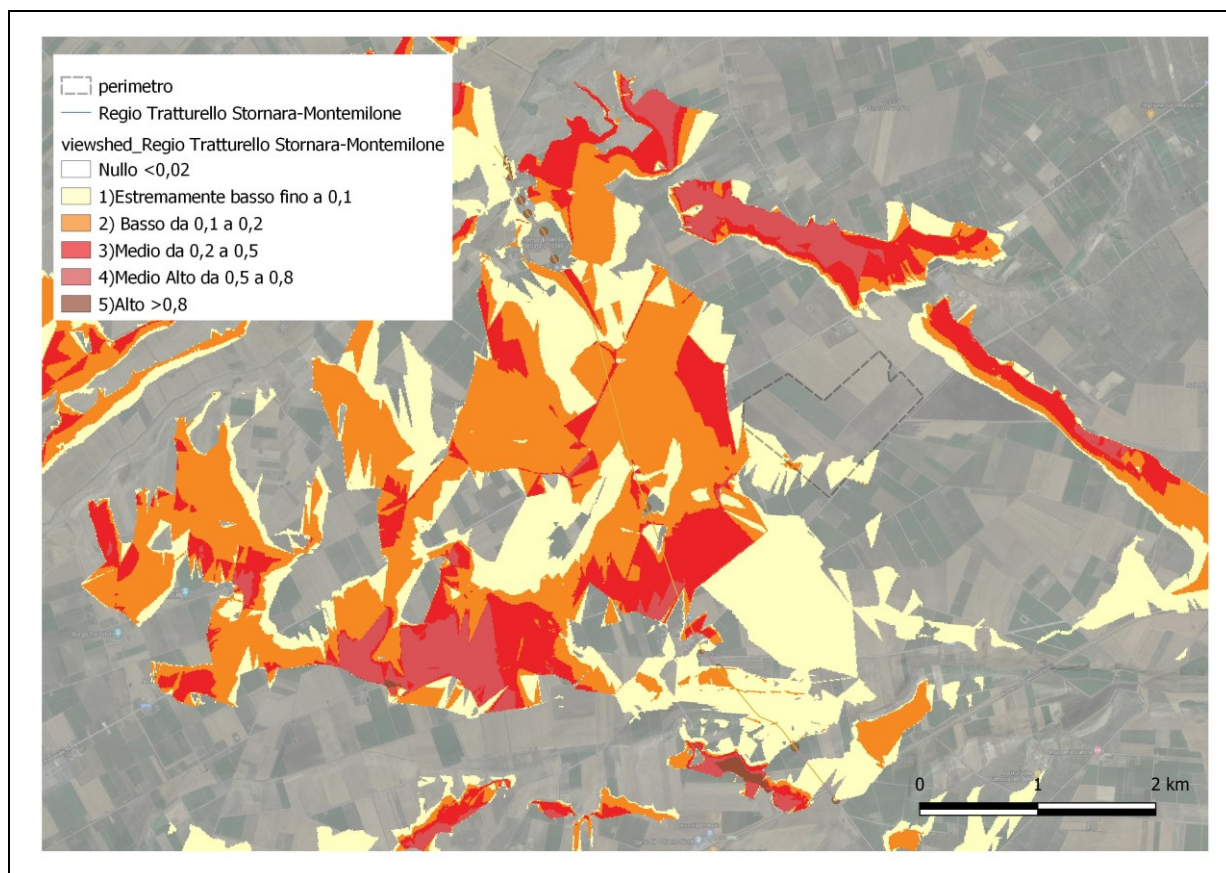 perimetro
Regio Tratturello Stornara-Montemilone
viewshed_Regio Tratturello Stornara-Montemilone
Nullo <0,02
1)Estremamente basso fino a 0,1
2) Basso da 0,1 a 0,2
3)Medio da 0,2 a 0,5
4)Medio Alto da 0,5 a 0,8
5)Alto >0,8
0 1 2 km